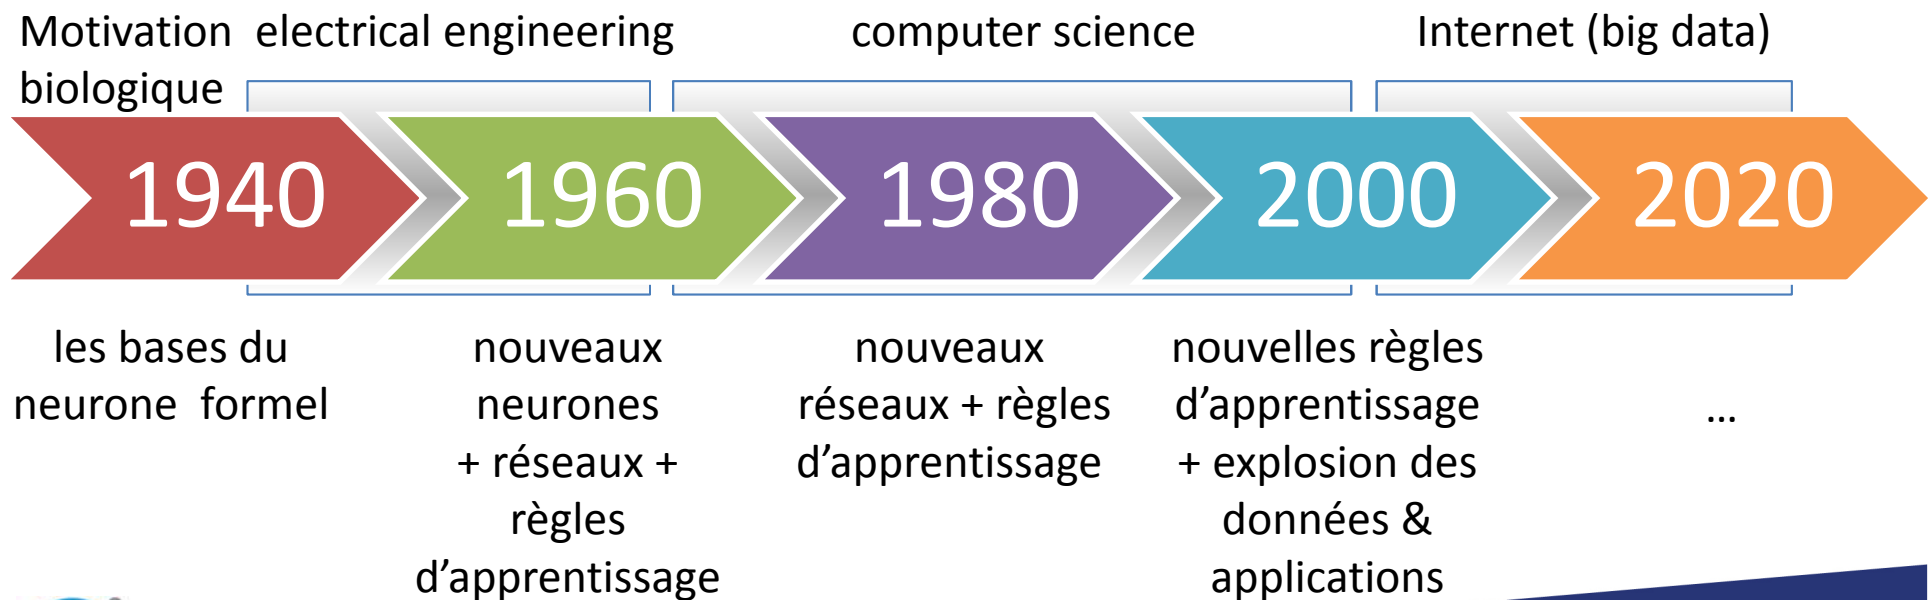 Motivation electrical engineering computer science Internet (big data)
biologique
1940 1960 1980 2000 2020
les bases du
neurone formel
nouveaux
neurones
+ réseaux +
règles
d’apprentissage
nouveaux
réseaux + règles
d’apprentissage
nouvelles règles
d’apprentissage
+ explosion des
données &
applications
…